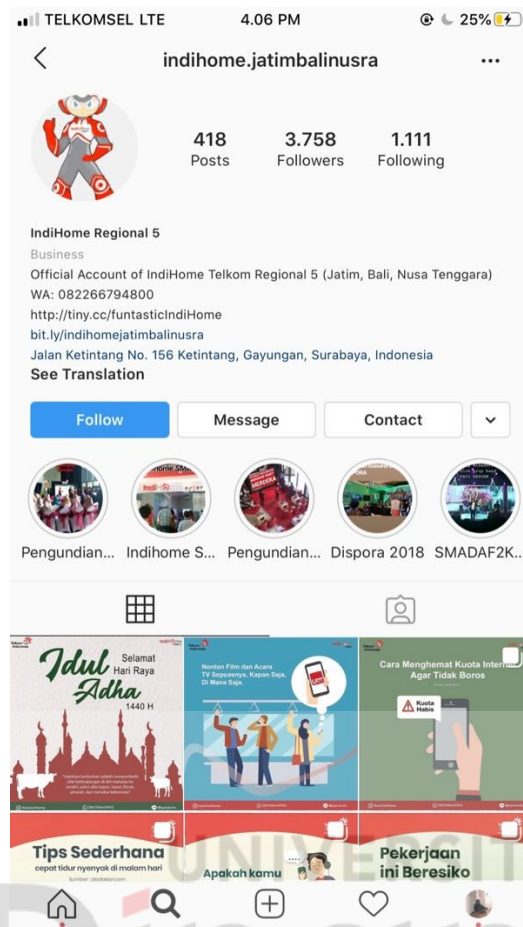 TELKOMSEL LTE 4.06 PM 25%
indihome.jatimbalinusra
418 3.758 1.111
Posts Followers Following
IndiHome Regional 5
Business
Official Account of IndiHome Telkom Regional 5 (Jatim, Bali, Nusa Tenggara)
WA: 082266794800
http://tiny.cc/funtasticIndiHome
bit.ly/indihomejatimbalinusra
Jalan Ketintang No. 156 Ketintang, Gayungan, Surabaya, Indonesia
See Translation
Follow Message Contact
MERDEKA
Pengundian... Indihome S... Pengundian... Dispora 2018 SMADAF2K...
Idul Adha
Selamat
Hari Raya
1440 H
Nonton Film dan Acara
TV Sepuasnya, Kapan Saja,
Di Mana Saja.
Cara Menghemat Kuota Internet
Agar Tidak Boros
Kuota
Habis
Tips Sederhana
cepat tidur nyenyak di malam hari
Apakah kamu
Pekerjaan
ini Beresiko
UNIVERSIT